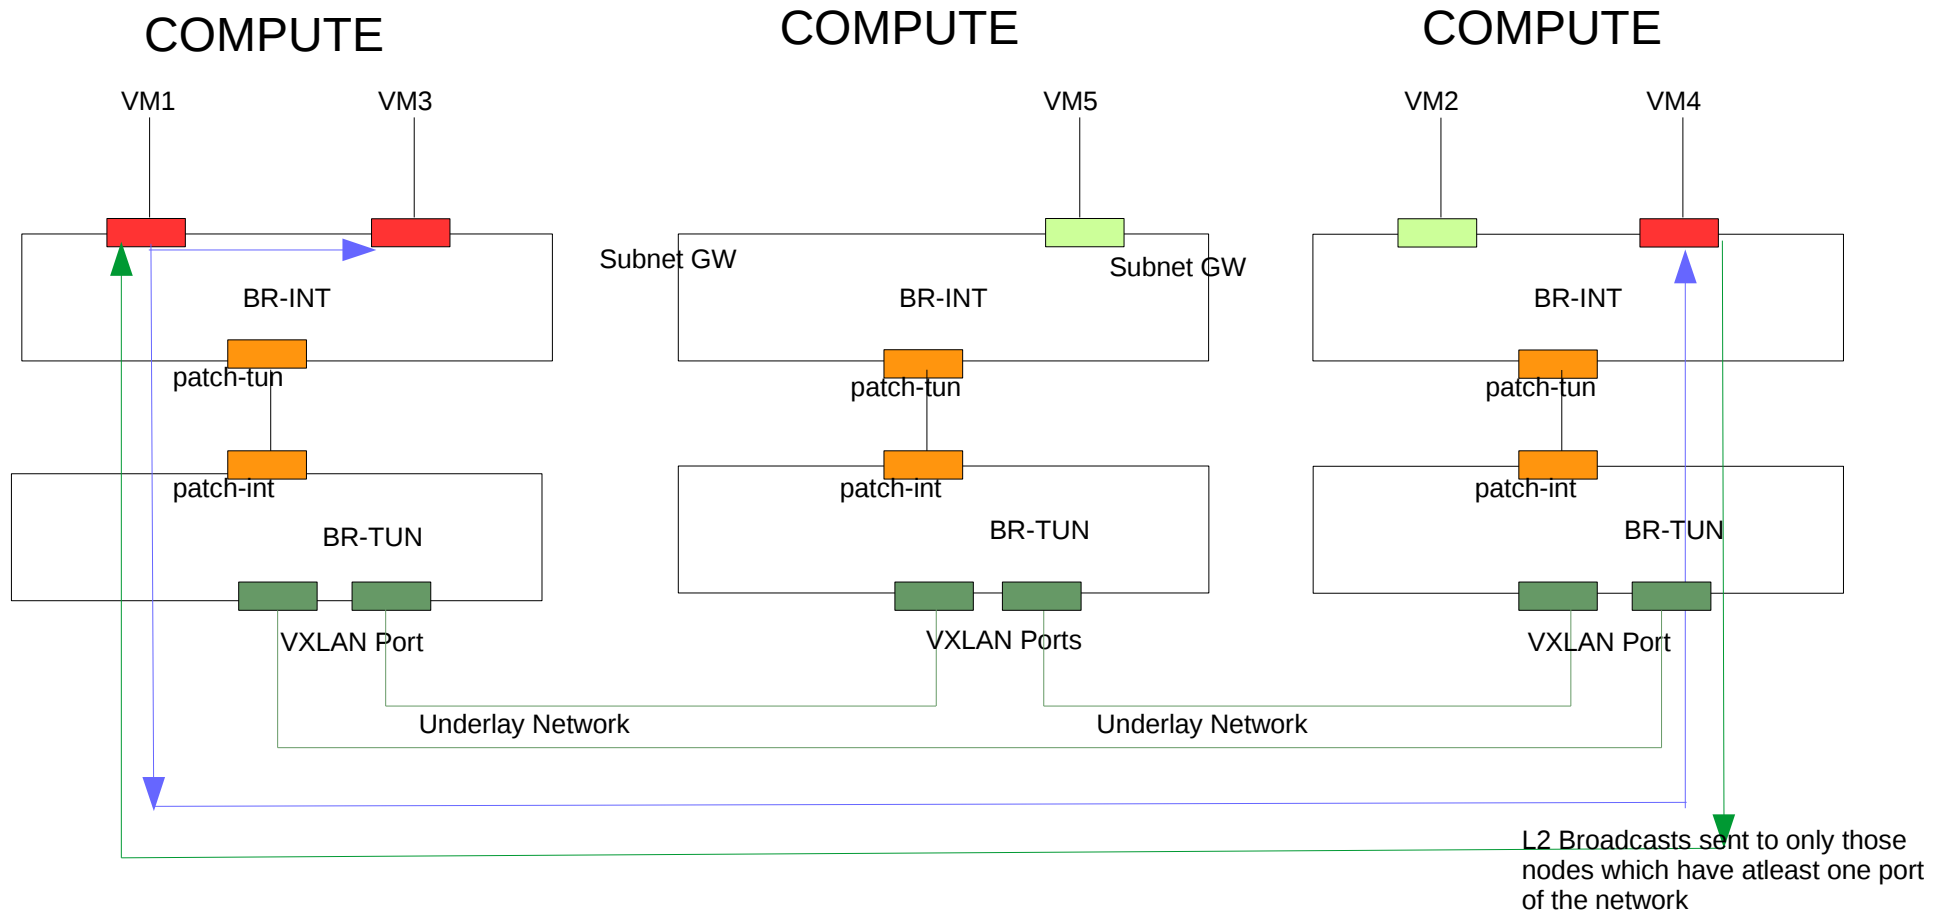 COMPUTE
COMPUTE
COMPUTE
VM1
VM3
VM5
VM2
VM4
Subnet GW
Subnet GW
BR-INT
BR-INT
BR-INT
patch-tun
patch-tun
patch-tun
patch-int
patch-int
patch-int
BR-TUN
BR-TUN
BR-TUN
VXLAN Port
VXLAN Ports
VXLAN Port
Underlay Network
Underlay Network
L2 Broadcasts sent to only those
nodes which have atleast one port
of the network